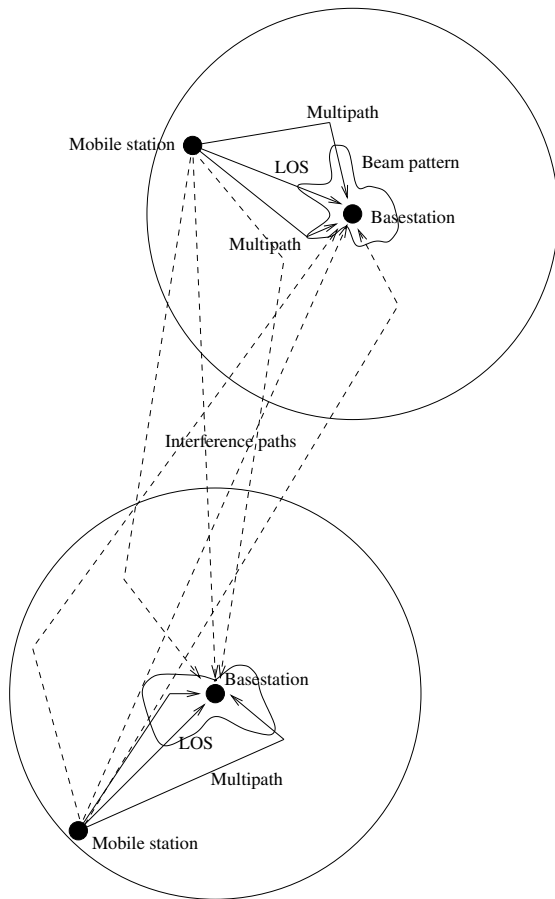 Multipath
Mobile station
LOS
Beam pattern
Basestation
Multipath
Interference paths
Basestation
LOS
Multipath
Mobile station